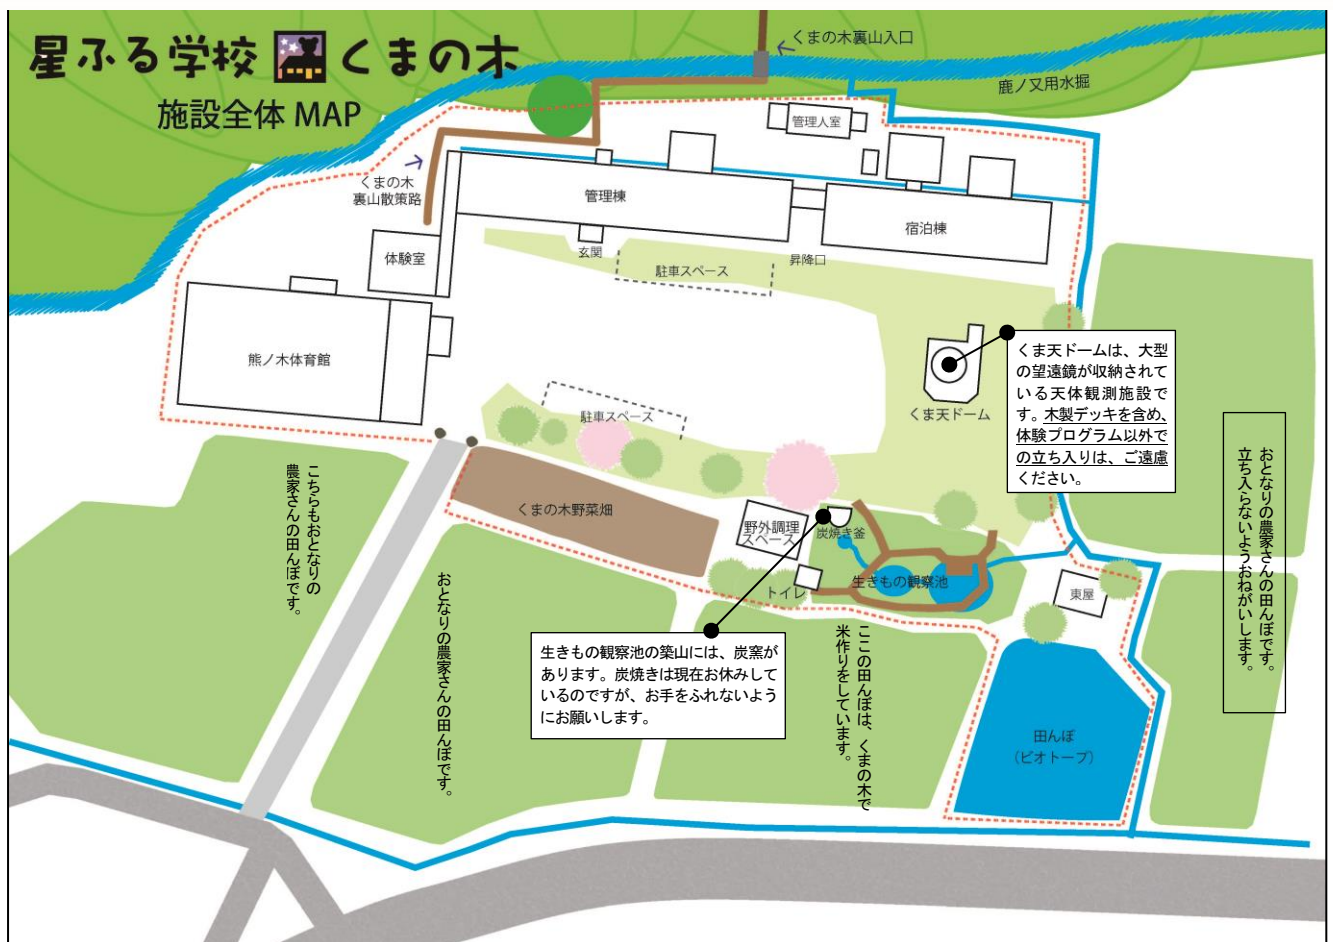 星ふる学校 くまの木
施設全体 MAP
くまの木裏山入口
鹿ノ又用水掘
管理人室
くまの木
裏山散策路
管理棟
宿泊棟
体験室
玄関
駐車スペース
昇降口
熊ノ木体育館
くま天ドームは、大型
の望遠鏡が収納されて
いる天体観測施設で
す。木製デッキを含め、
体験プログラム以外で
の立ち入りは、ご遠慮
ください。
くま天ドーム
駐車スペース
おとなりの農家さんの田んぼです。
立ち入らないようおねがいします。
こちらもおとなりの
農家さんの田んぼです。
くまの木野菜畑
野外調理
スペース
炭焼き釜
生きもの観察池
トイレ
東屋
おとなりの農家さんの田んぼです。
生きもの観察池の築山には、炭窯が
あります。炭焼きは現在お休みして
いるのですが、お手をふれないよう
にお願いします。
ここの田んぼは、くまの木で
米作りをしています。
田んぼ
(ビオトープ)